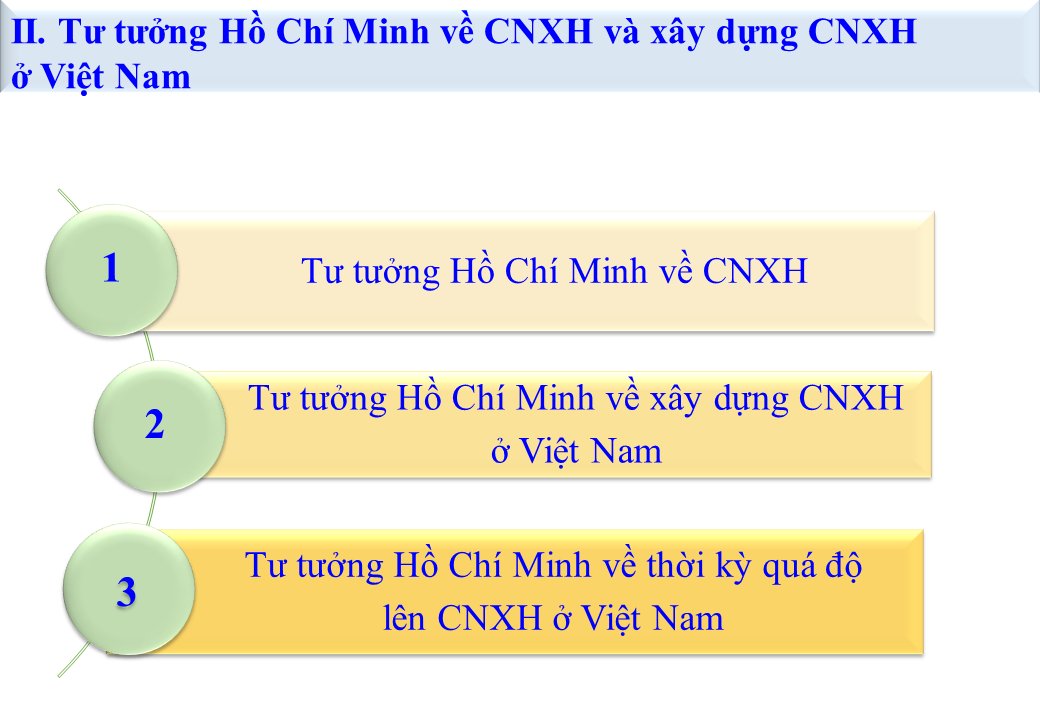 II. Tư tưởng Hồ Chí Minh về CNXH và xây dựng CNXH
ở Việt Nam
1
Tư tưởng Hồ Chí Minh về CNXH
2
Tư tưởng Hồ Chí Minh về xây dựng CNXH
ở Việt Nam
3
Tư tưởng Hồ Chí Minh về thời kỳ quá độ
lên CNXH ở Việt Nam